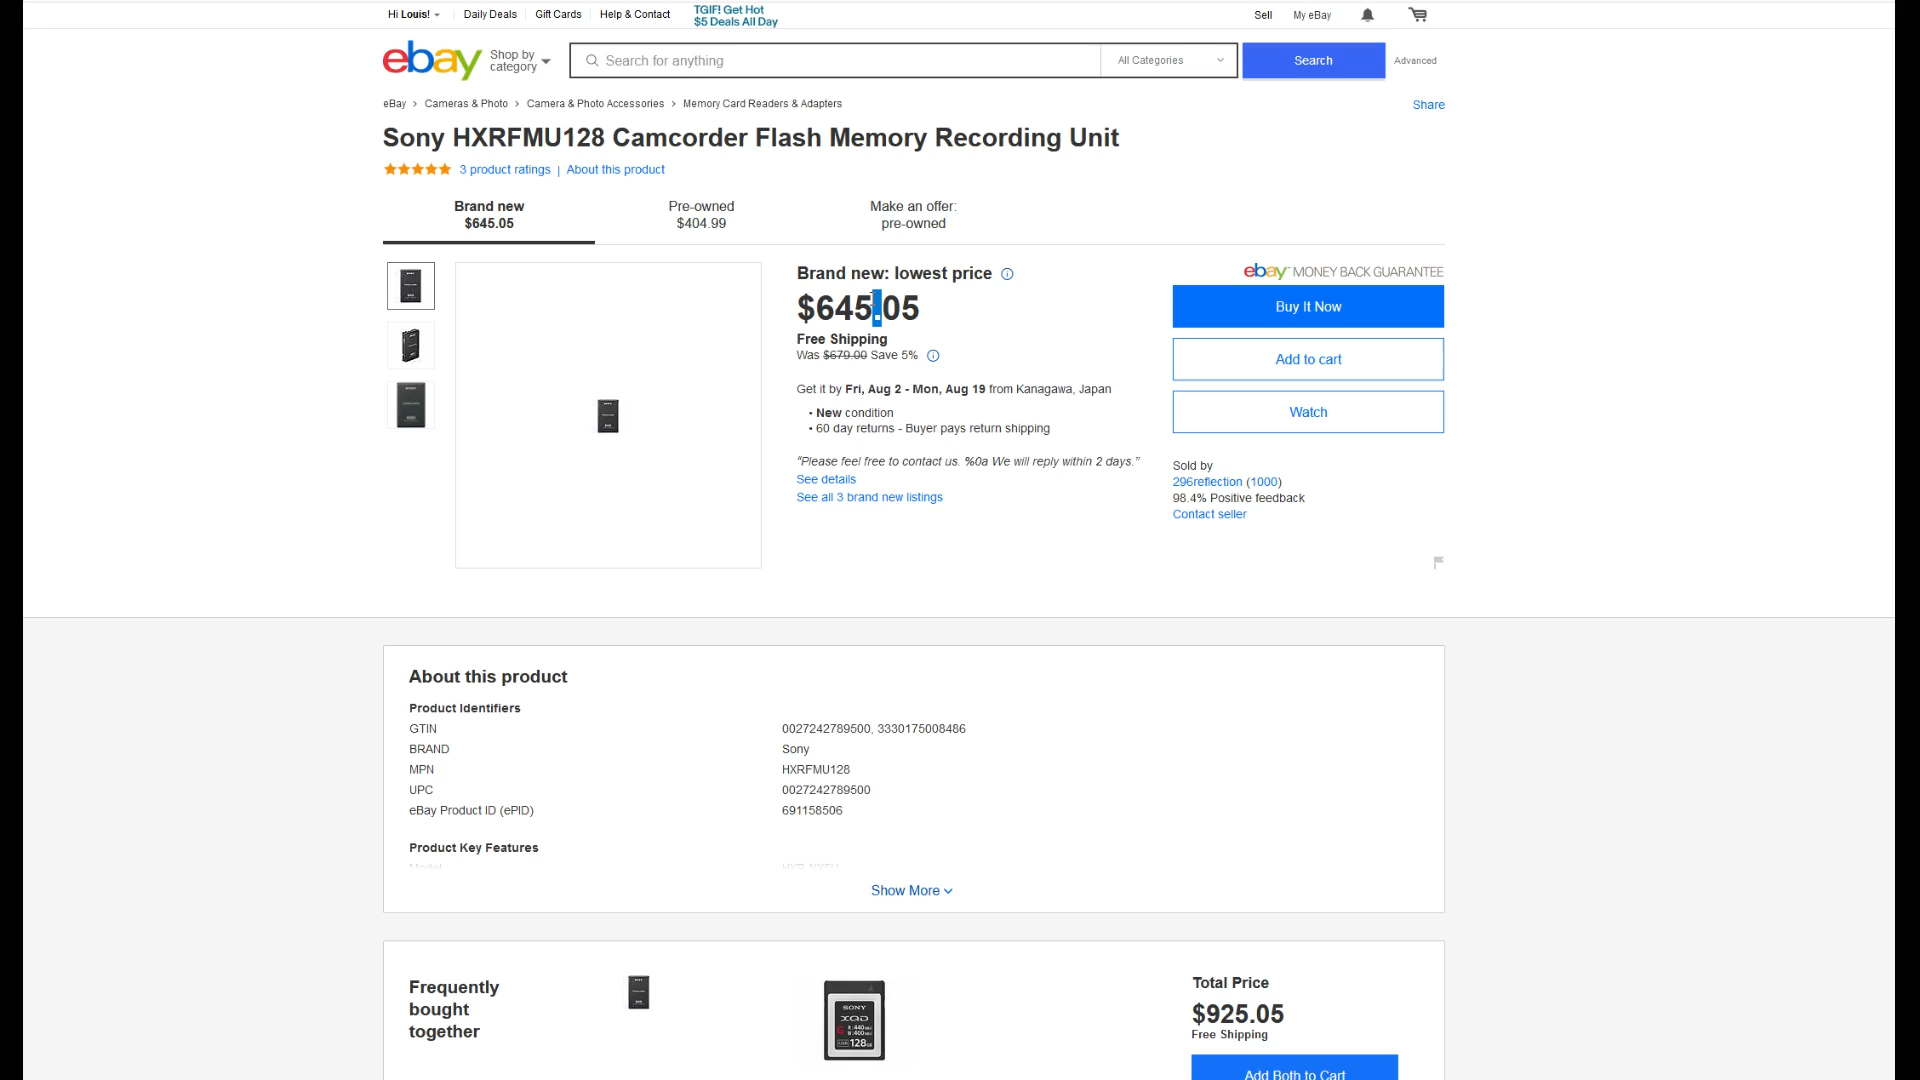 Hi Louis!
Daily Deals
Gift Cards
Help & Contact
TGIF! Get Hot
$5 Deals All Day
Sell
My eBay
ebay
Shop by
category
Search for anything
All Categories
Search
Advanced
eBay > Cameras & Photo > Camera & Photo Accessories > Memory Card Readers & Adapters
Share
Sony HXRFMU128 Camcorder Flash Memory Recording Unit
3 product ratings | About this product
Brand new
$645.05
Pre-owned
$404.99
Make an offer:
pre-owned
Brand new: lowest price
$645.05
Free Shipping
Was $679.00 Save 5%
Get it by Fri, Aug 2 - Mon, Aug 19 from Kanagawa, Japan
• New condition
• 60 day returns - Buyer pays return shipping
"Please feel free to contact us. %0a We will reply within 2 days."
See details
See all 3 brand new listings
ebay MONEY BACK GUARANTEE
Buy It Now
Add to cart
Watch
Sold by
296reflection (1000)
98.4% Positive feedback
Contact seller
About this product
Product Identifiers
GTIN 0027242789500, 3330175008486
BRAND Sony
MPN HXRFMU128
UPC 0027242789500
eBay Product ID (ePID) 691158506
Product Key Features
Show More
Frequently
bought
together
SONY
XQD
128
Total Price
$925.05
Free Shipping
Add Both to Cart